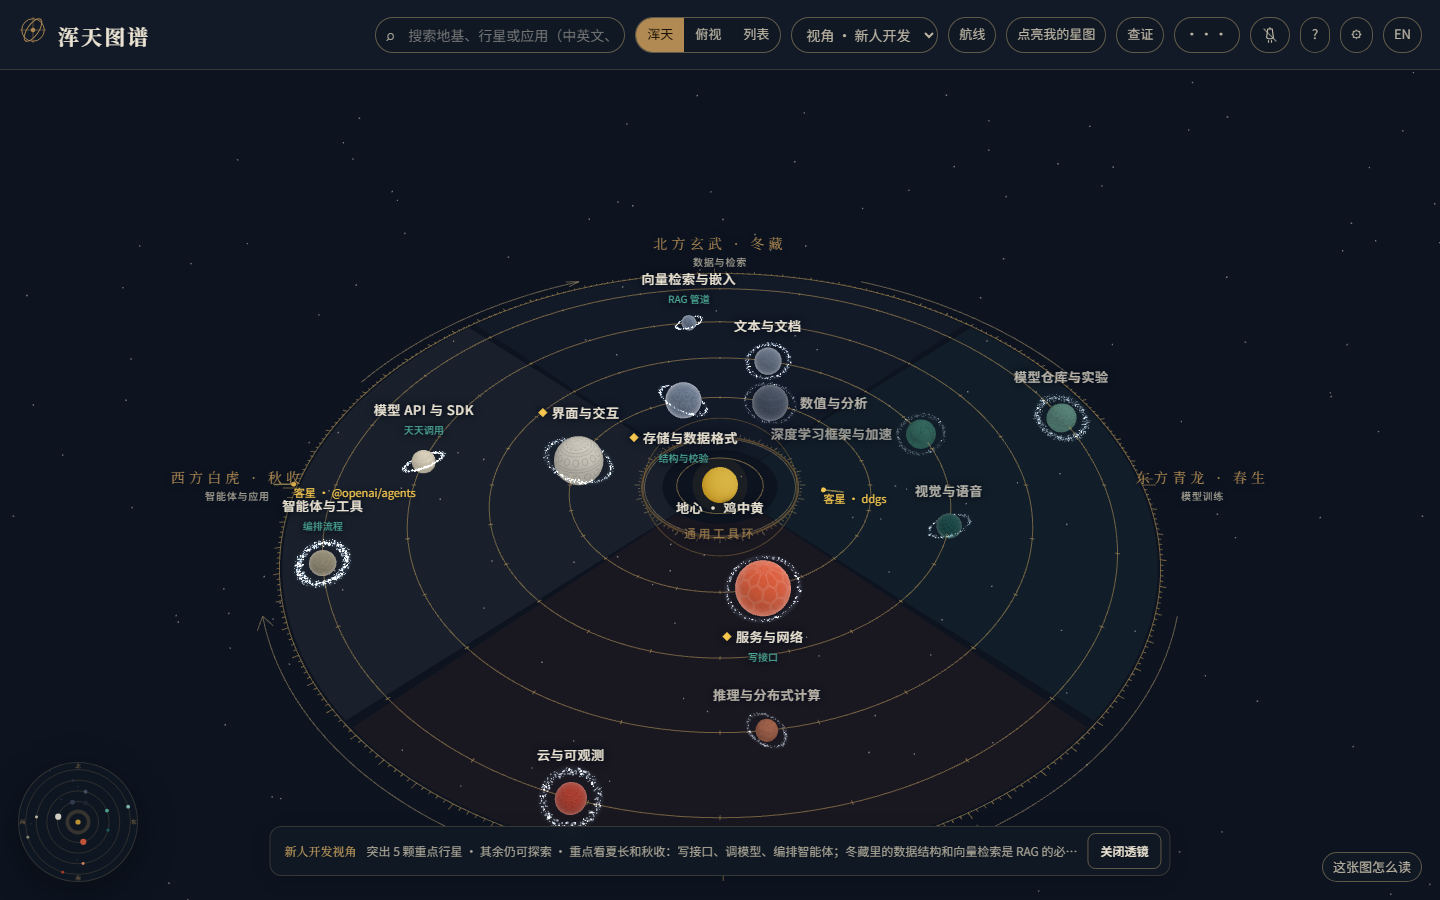 浑天图谱
搜索地基、行星或应用（中英文、
浑天 俯视 列表
视角 · 新人开发
航线
点亮我的星图
查证
?
EN
北方玄武 · 冬藏
数据与检索
向量检索与嵌入
RAG 管道
文本与文档
模型仓库与实验
模型 API 与 SDK
天天调用
界面与交互
数值与分析
存储与数据格式
结构与校验
深度学习框架与加速
西方白虎 · 秋收
智能体与应用
客星 · @openai/agents
智能体与工具
编排流程
地心 · 鸡中黄
通用工具环
客星 · ddgs
视觉与语音
东方青龙 · 春生
模型训练
服务与网络
写接口
推理与分布式计算
云与可观测
新人开发视角 突出 5 颗重点行星 · 其余仍可探索 · 重点看夏长和秋收：写接口、调模型、编排智能体；冬藏里的数据结构和向量检索是 RAG 的必…
关闭透镜
这张图怎么读